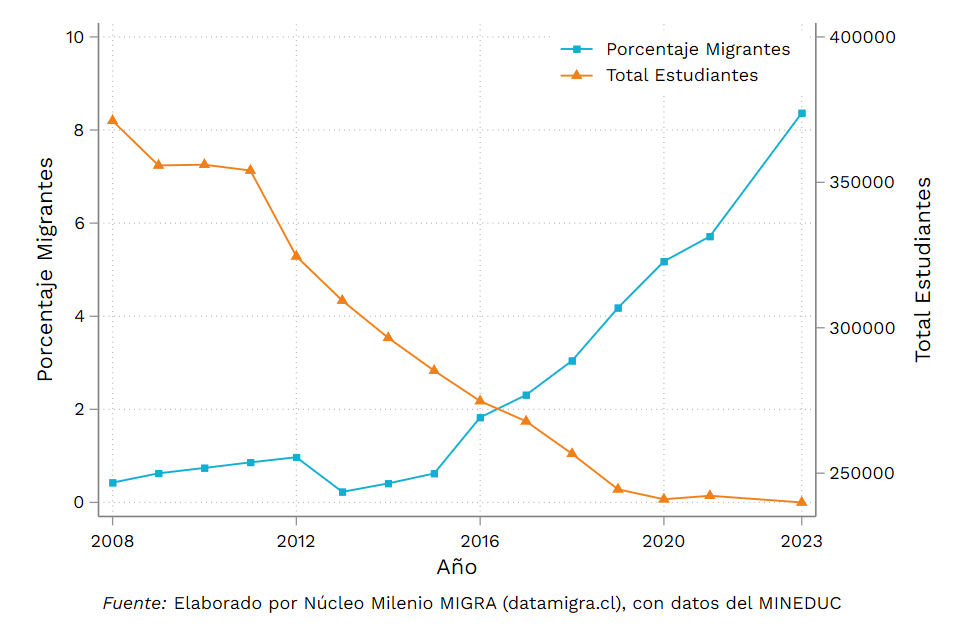 Porcentaje Migrantes
Total Estudiantes
10
8
6
4
2
0
Porcentaje Migrantes
400000
350000
300000
250000
Total Estudiantes
2008 2012 2016 2020 2023
Año
Fuente: Elaborado por Núcleo Milenio MIGRA (datamigra.cl), con datos del MINEDUC